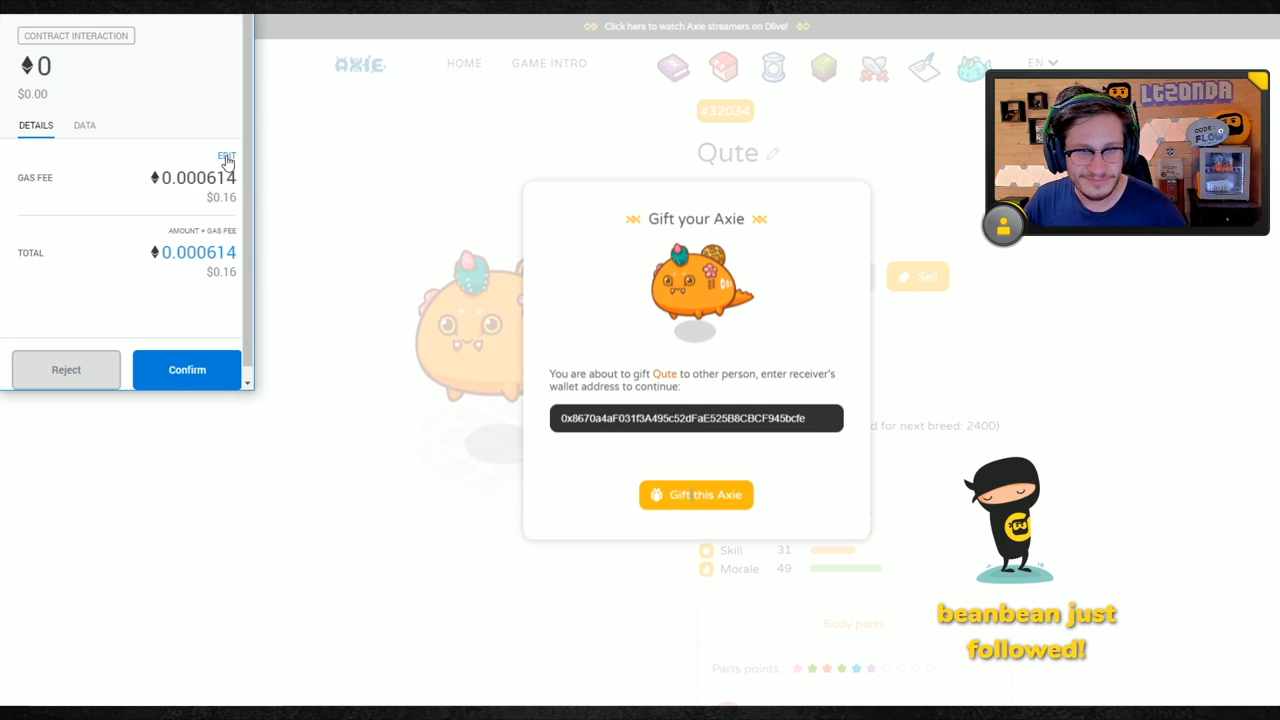 CONTRACT INTERACTION
0
$0.00
DETAILS
DATA
EDIT
GAS FEE
0.000614
$0.16
AMOUNT + GAS FEE
TOTAL
0.000614
$0.16
Reject
Confirm
Click here to watch Axie streamers on Dlive!
AXIE
HOME
GAME INTRO
EN
#32034
Qute
Sell
Gift your Axie
You are about to gift Qute to other person, enter receiver's
wallet address to continue:
0x8670a4aF031f3A495c52dFaE525B8CBCF945bcfe
Gift this Axie
d for next breed: 2400)
Skill 31
Morale 49
Body parts
Parts points :
LTZONDA
CODE:
FLOW
beanbean just
followed!